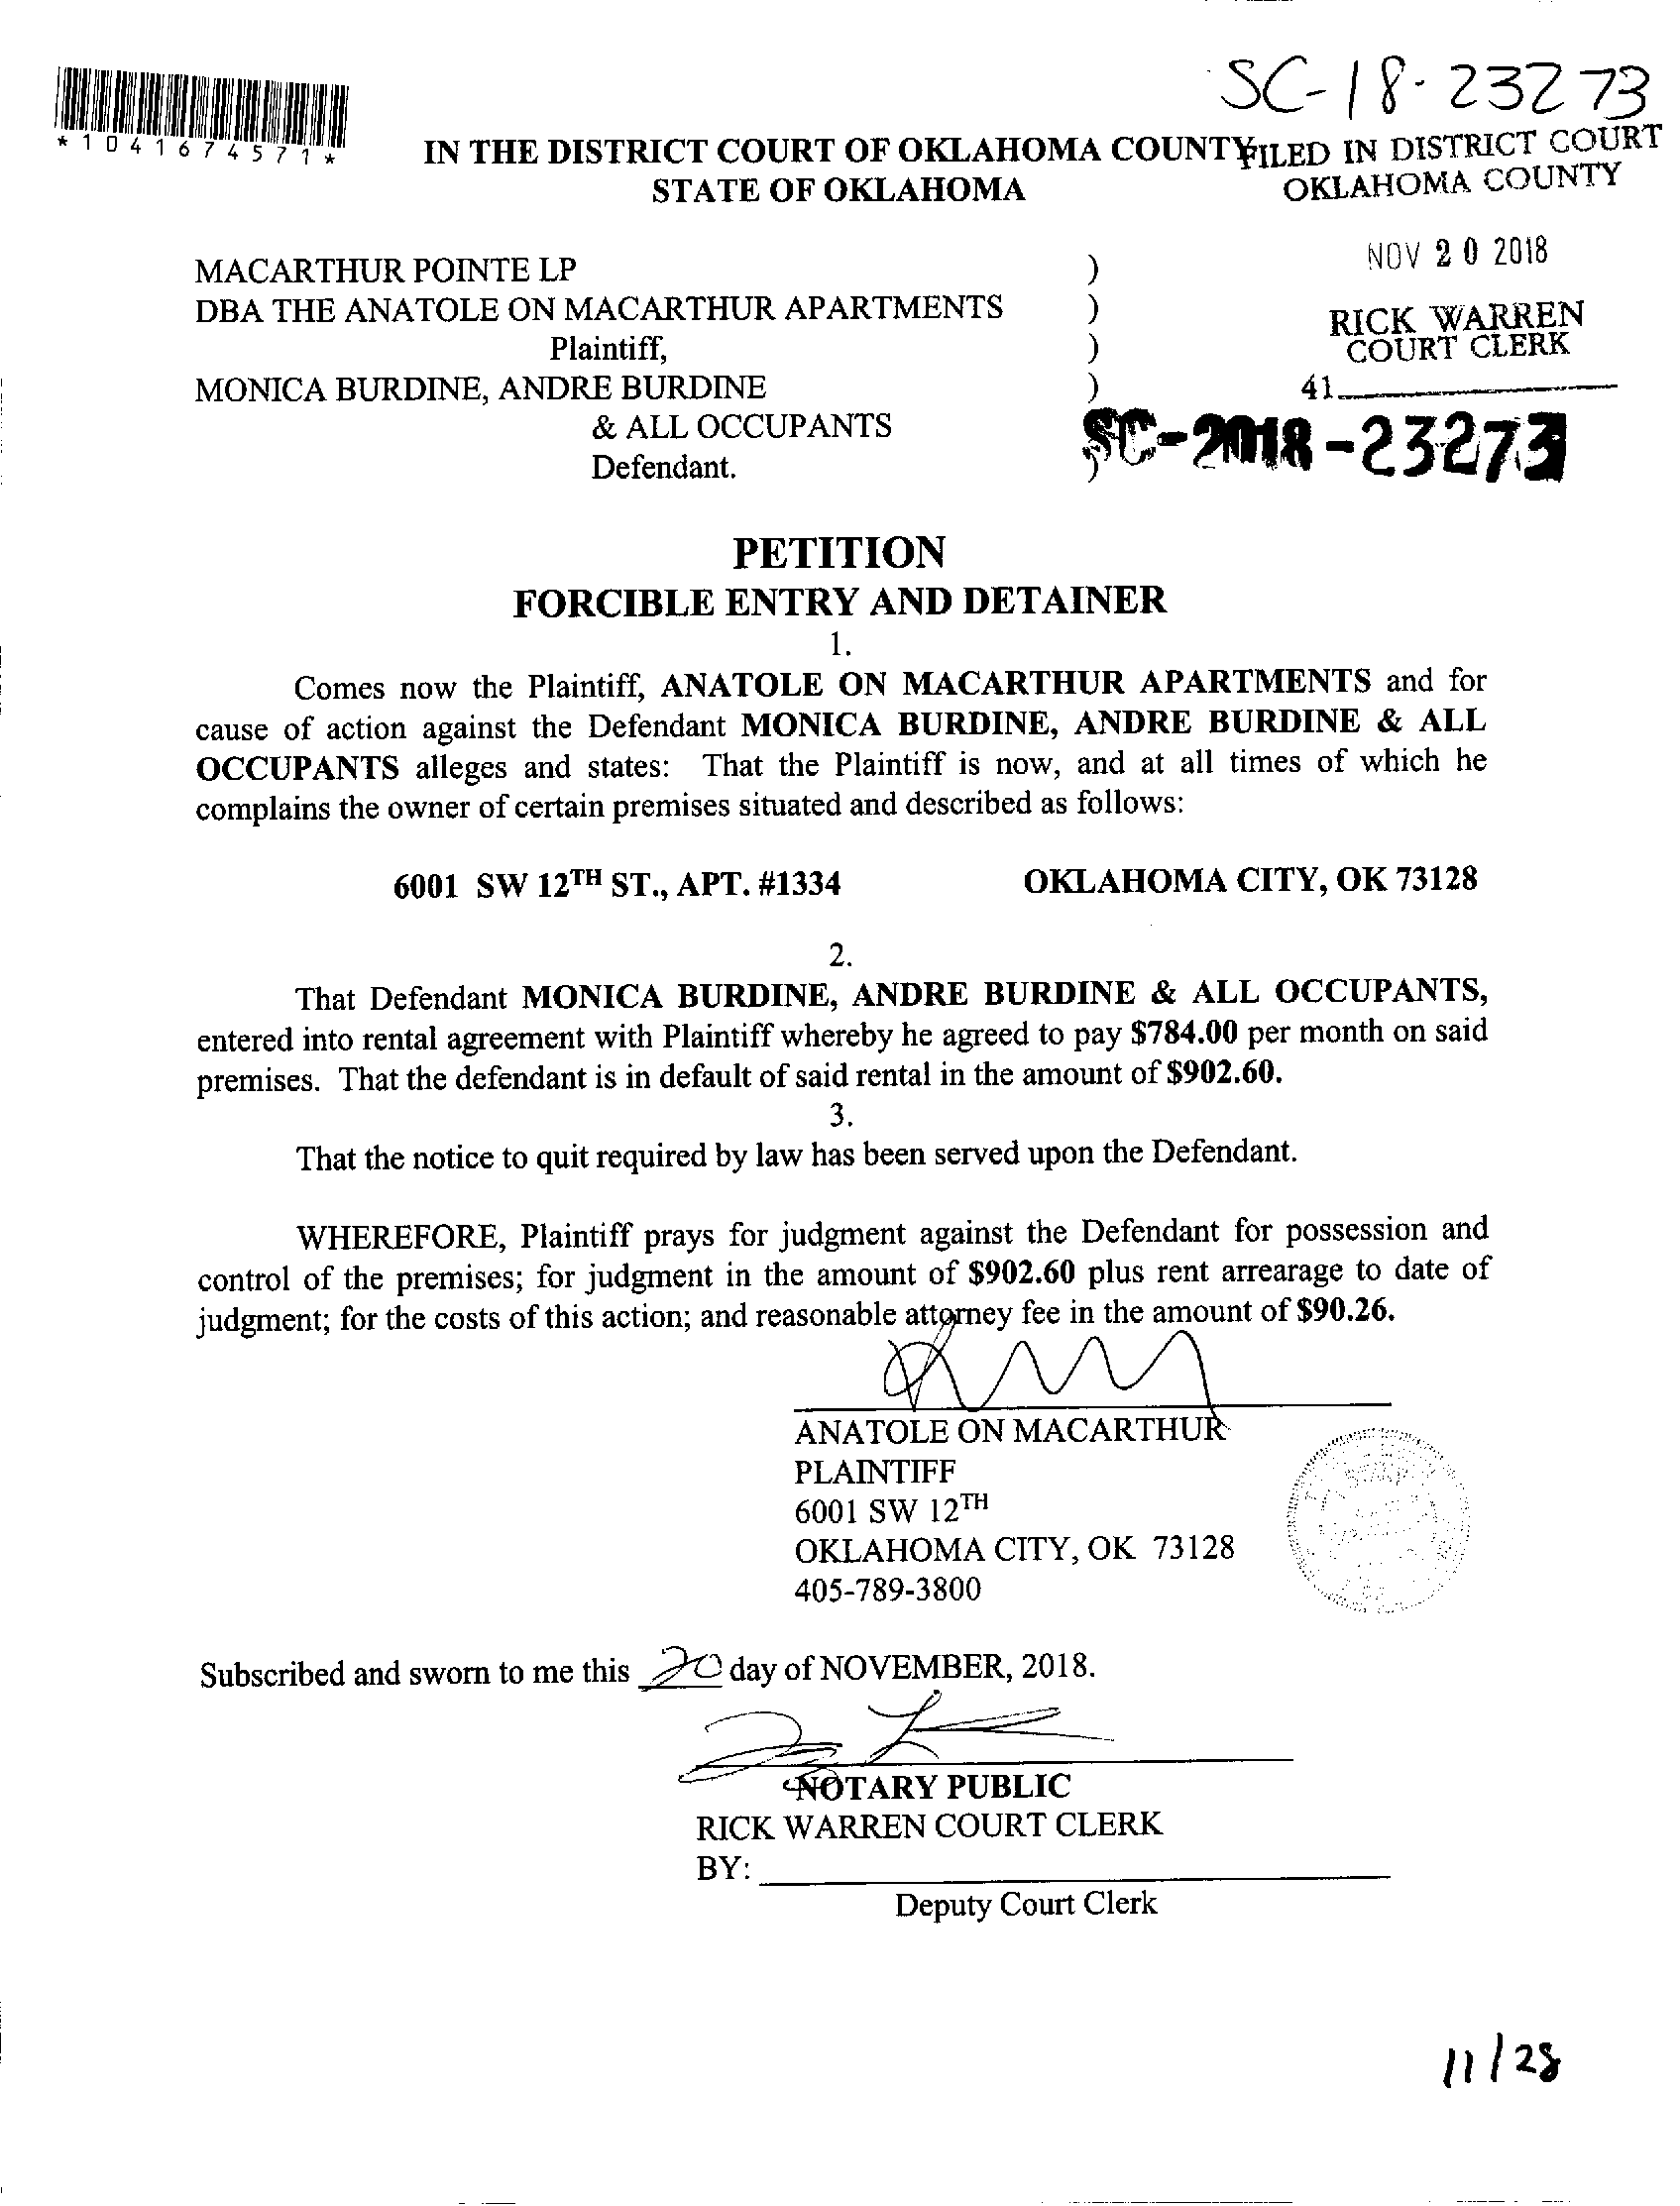 SC-18-23273
*1041674571*
IN THE DISTRICT COURT OF OKLAHOMA COUNTY
STATE OF OKLAHOMA
FILED IN DISTRICT COURT
OKLAHOMA COUNTY
NOV 20 2018
RICK WARREN
COURT CLERK
41
MACARTHUR POINTE LP )
DBA THE ANATOLE ON MACARTHUR APARTMENTS )
Plaintiff, )
MONICA BURDINE, ANDRE BURDINE )
& ALL OCCUPANTS
Defendant. )
SC-2018-23273
PETITION
FORCIBLE ENTRY AND DETAINER
1.
Comes now the Plaintiff, ANATOLE ON MACARTHUR APARTMENTS and for
cause of action against the Defendant MONICA BURDINE, ANDRE BURDINE & ALL
OCCUPANTS alleges and states: That the Plaintiff is now, and at all times of which he
complains the owner of certain premises situated and described as follows:
6001 SW 12TH ST., APT. #1334 OKLAHOMA CITY, OK 73128
2.
That Defendant MONICA BURDINE, ANDRE BURDINE & ALL OCCUPANTS,
entered into rental agreement with Plaintiff whereby he agreed to pay $784.00 per month on said
premises. That the defendant is in default of said rental in the amount of $902.60.
3.
That the notice to quit required by law has been served upon the Defendant.
WHEREFORE, Plaintiff prays for judgment against the Defendant for possession and
control of the premises; for judgment in the amount of $902.60 plus rent arrearage to date of
judgment; for the costs of this action; and reasonable attorney fee in the amount of $90.26.
ANATOLE ON MACARTHUR
PLAINTIFF
6001 SW 12TH
OKLAHOMA CITY, OK 73128
405-789-3800
Subscribed and sworn to me this 20 day of NOVEMBER, 2018.
NOTARY PUBLIC
RICK WARREN COURT CLERK
BY:
Deputy Court Clerk
11/28